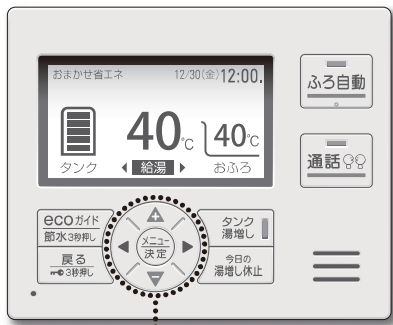 おまかせ省エネ 12/30(金)12:00.
40℃ 40℃
タンク 給湯 おふろ
ふろ自動
通話
ecoガイド
節水3秒押し
戻る
3秒押し
メニュー
決定
タンク
湯増し
今日の
湯増し休止